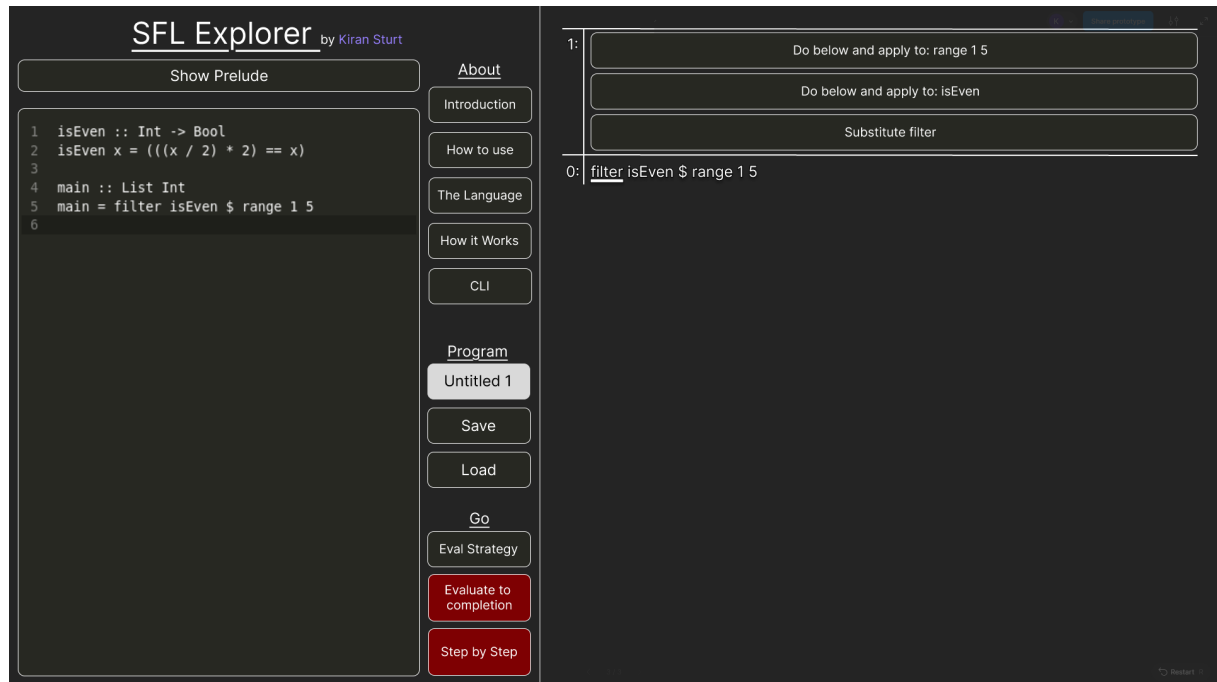 SFL Explorer by Kiran Sturt
Show Prelude
1 isEven :: Int -> Bool
2 isEven x = (((x / 2) * 2) == x)
3
4 main :: List Int
5 main = filter isEven $ range 1 5
6
About
Introduction
How to use
The Language
How it Works
CLI
Program
Untitled 1
Save
Load
Go
Eval Strategy
Evaluate to
completion
Step by Step
1:
Do below and apply to: range 1 5
Do below and apply to: isEven
Substitute filter
0: filter isEven $ range 1 5
Share prototype
Restart